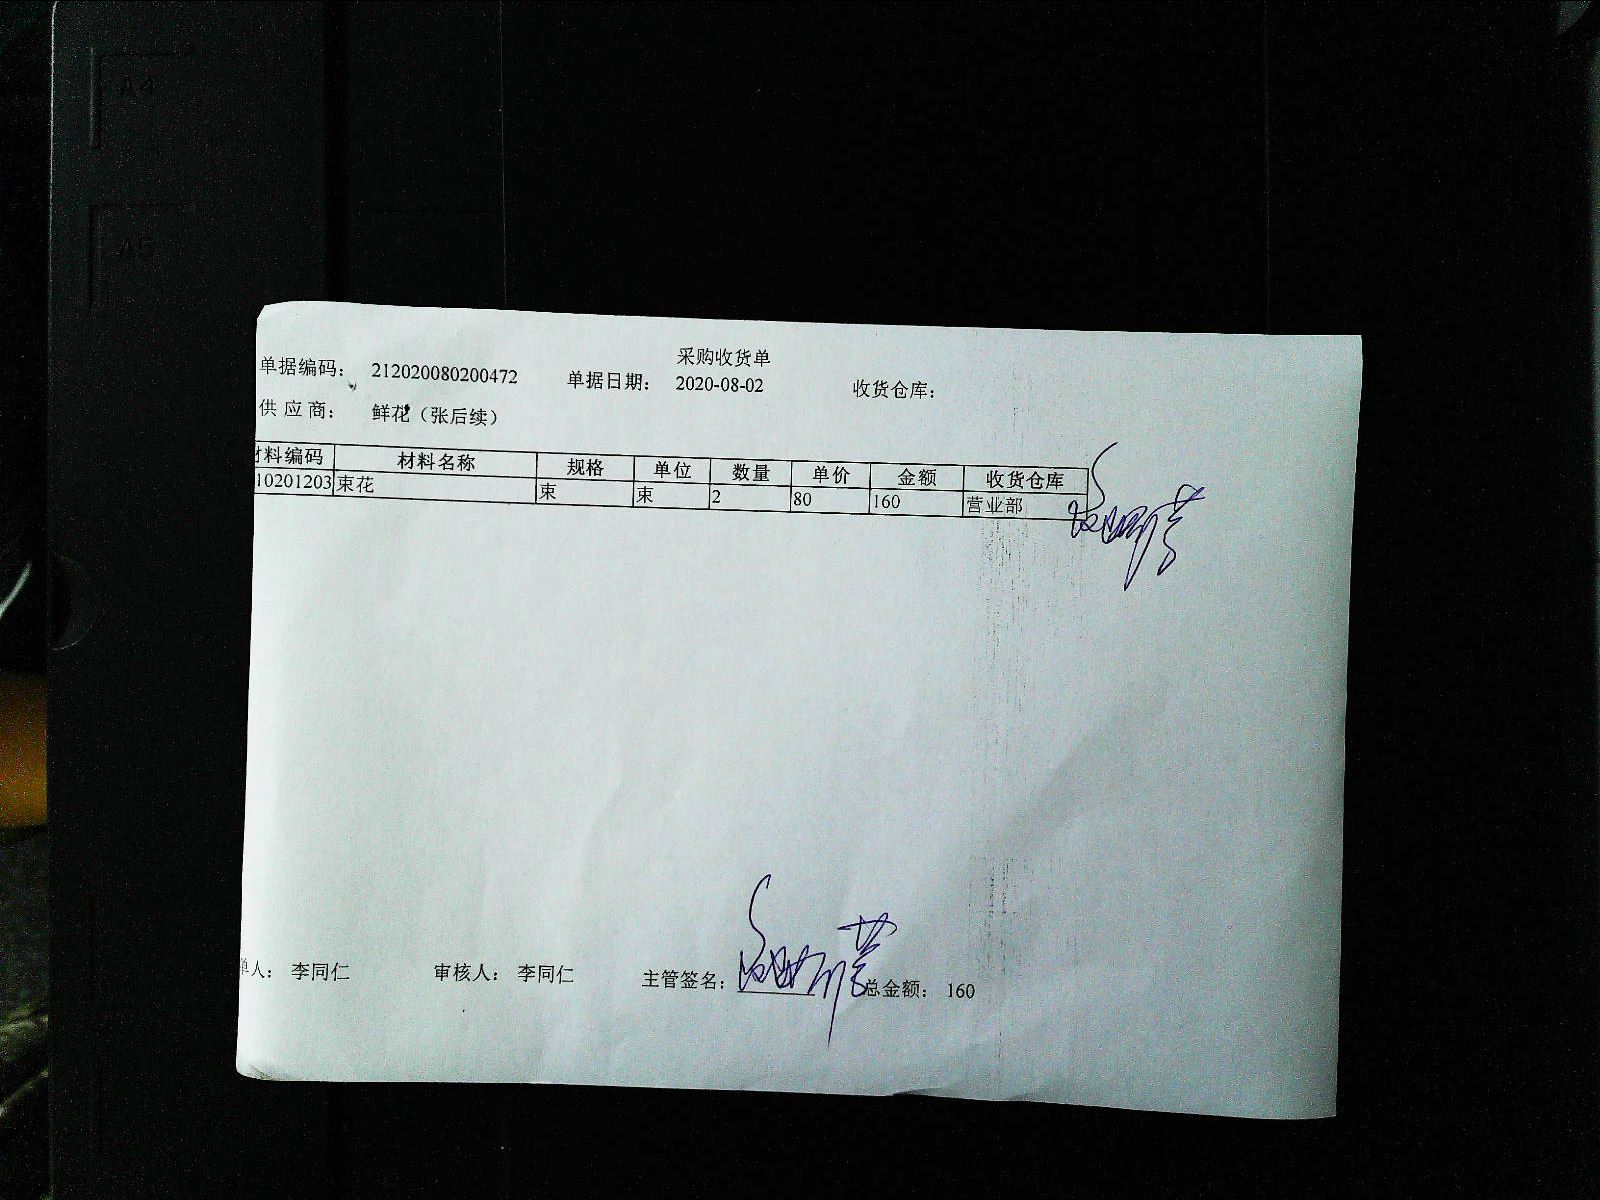 A4
A5
采购收货单
单据编码： 212020080200472 单据日期： 2020-08-02 收货仓库：
供 应 商： 鲜花（张后续）
材料编码 材料名称 规格 单位 数量 单价 金额 收货仓库
10201203 束花 束 束 2 80 160 营业部
单人： 李同仁 审核人： 李同仁 主管签名： 总金额： 160